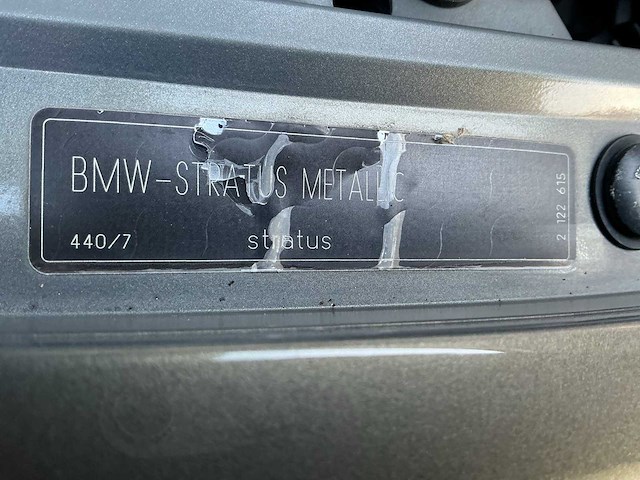 BMW-STRATUS METALLIC
440/7 stratus
2 122 615